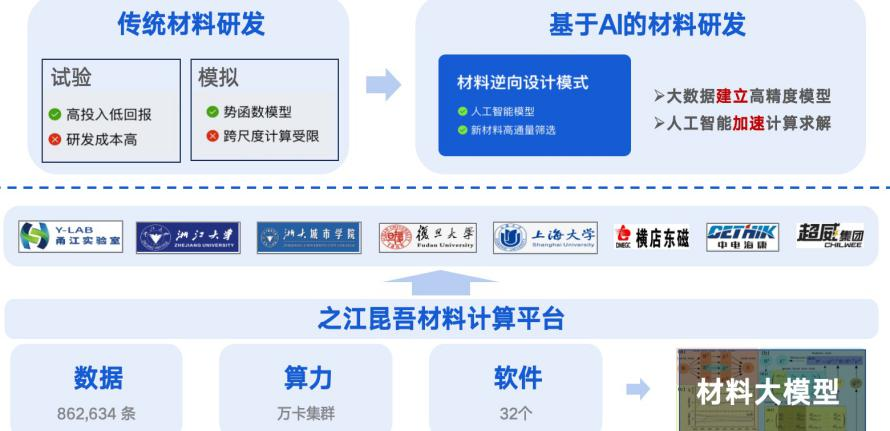 传统材料研发
基于AI的材料研发
试验
高投入低回报
研发成本高
模拟
势函数模型
跨尺度计算受限
材料逆向设计模式
人工智能模型
新材料高通量筛选
大数据建立高精度模型
人工智能加速计算求解
Y-LAB
甬江实验室
浙江大学
ZHEJIANG UNIVERSITY
浙大城市学院
復旦大學
Fudan University
上海大学
Shanghai University
DMEGC
横店东磁
CETHIK
中电海康
超威集团
CHILWEE
之江昆吾材料计算平台
数据
862,634 条
算力
万卡集群
软件
32个
材料大模型